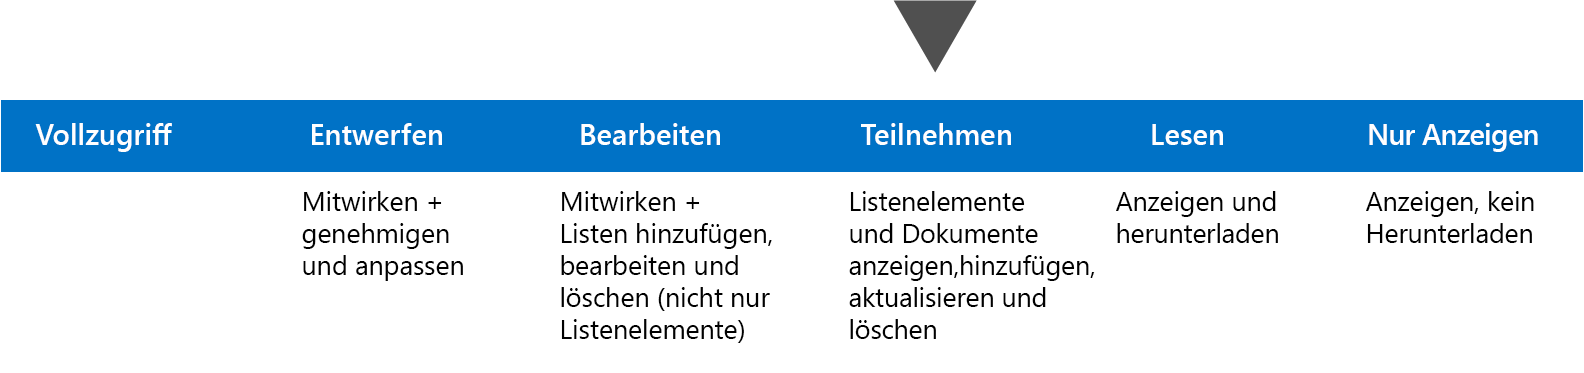 Vollzugriff
Entwerfen
Bearbeiten
Teilnehmen
Lesen
Nur Anzeigen
Mitwirken +
genehmigen
und anpassen
Mitwirken +
Listen hinzufügen,
bearbeiten und
löschen (nicht nur
Listenelemente)
Listenelemente
und Dokumente
anzeigen,hinzufügen,
aktualisieren und
löschen
Anzeigen und
herunterladen
Anzeigen, kein
Herunterladen